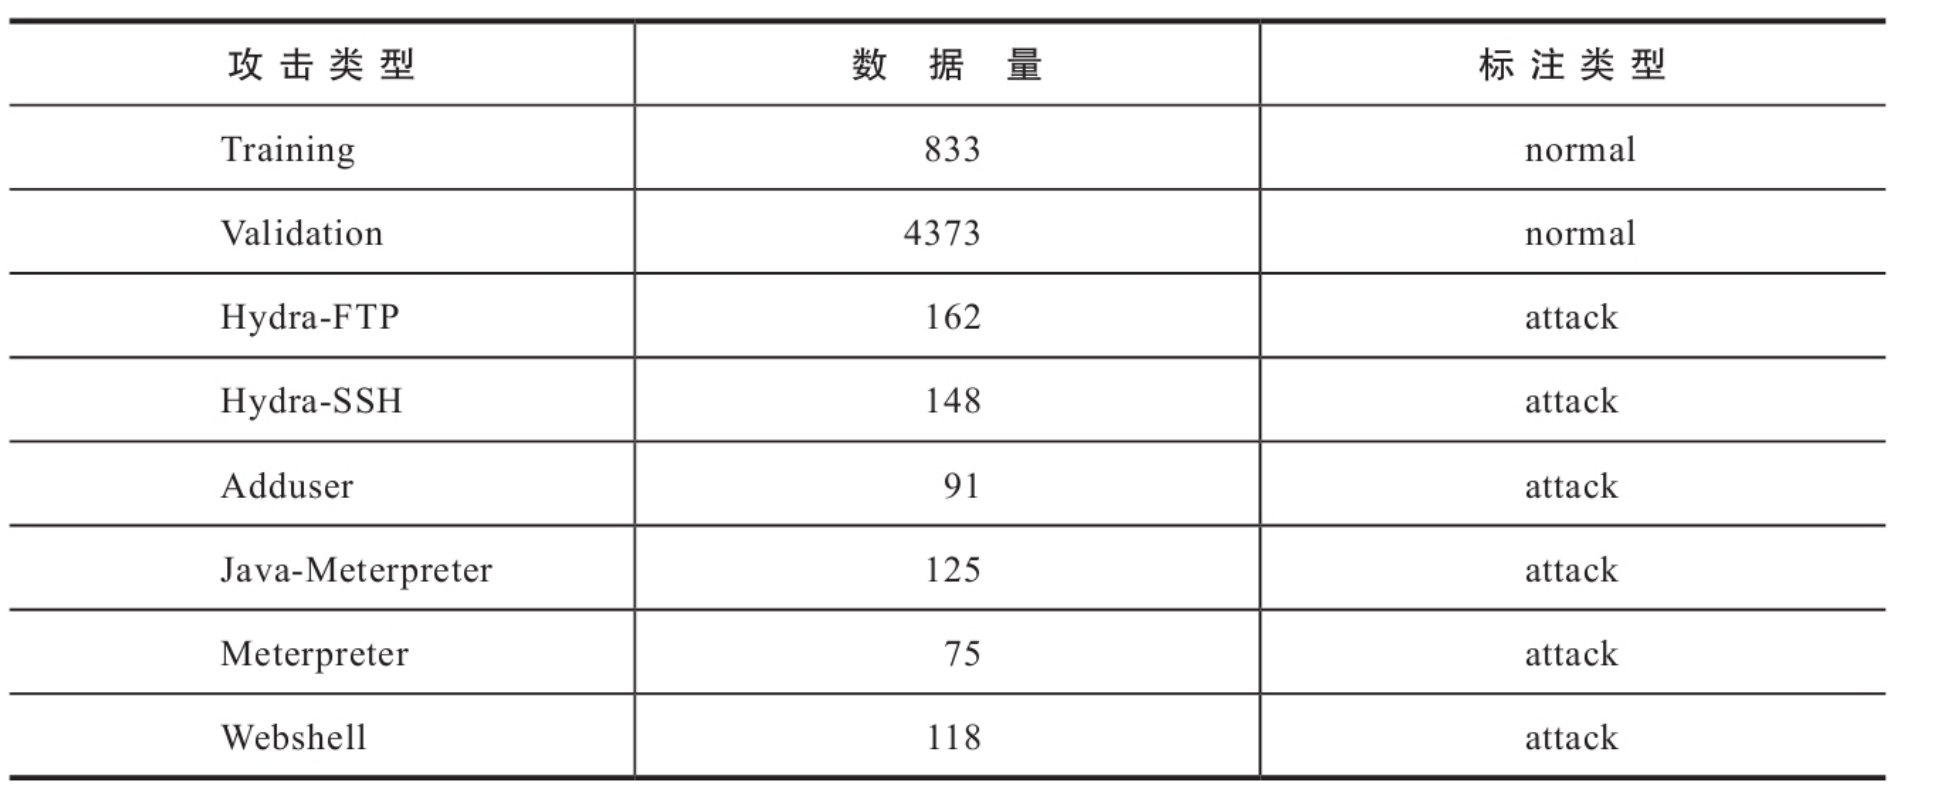 攻击类型 数据量 标注类型
Training 833 normal
Validation 4373 normal
Hydra-FTP 162 attack
Hydra-SSH 148 attack
Adduser 91 attack
Java-Meterpreter 125 attack
Meterpreter 75 attack
Webshell 118 attack